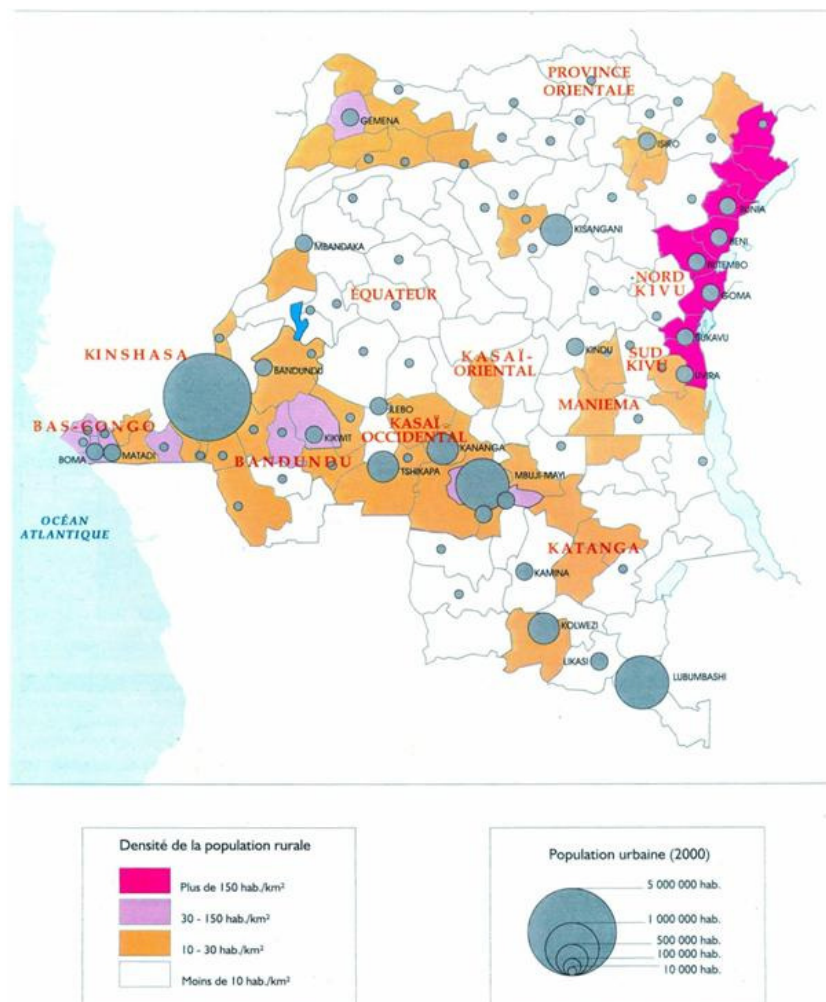 PROVINCE
ORIENTALE
GEMENA
ISIRO
BUNIA
KISANGANI
BENI
MBANDAKA
BUTEMBO
NORD
KIVU
ÉQUATEUR
GOMA
BUKAVU
KINSHASA
KASAÏ-
ORIENTAL
KINDU
SUD
KIVU
BANDUNDU
UVIRA
MANIEMA
ILEBO
BAS-CONGO
KASAÏ
OCCIDENTAL
KIKWIT
KANANGA
BOMA
MATADI
BANDUNDU
TSHIKAPA
MBUJI-MAYI
OCÉAN
ATLANTIQUE
KATANGA
KAMINA
KOLWEZI
LIKASI
LUBUMBASHI
Densité de la population rurale
Plus de 150 hab./km²
30 - 150 hab./km²
10 - 30 hab./km²
Moins de 10 hab./km²
Population urbaine (2000)
5 000 000 hab.
1 000 000 hab.
500 000 hab.
100 000 hab.
10 000 hab.